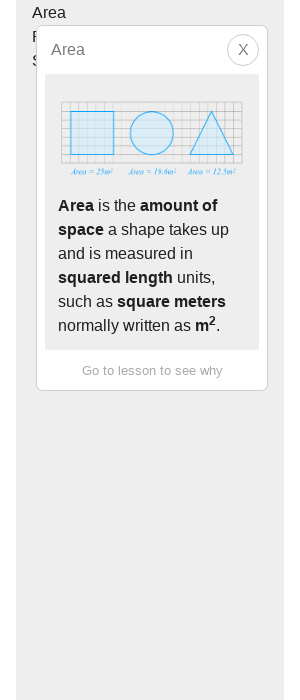 Area
Area X
Area = 25m²
Area = 19.6m²
Area = 12.5m²
Area is the amount of
space a shape takes up
and is measured in
squared length units,
such as square meters
normally written as m².
Go to lesson to see why